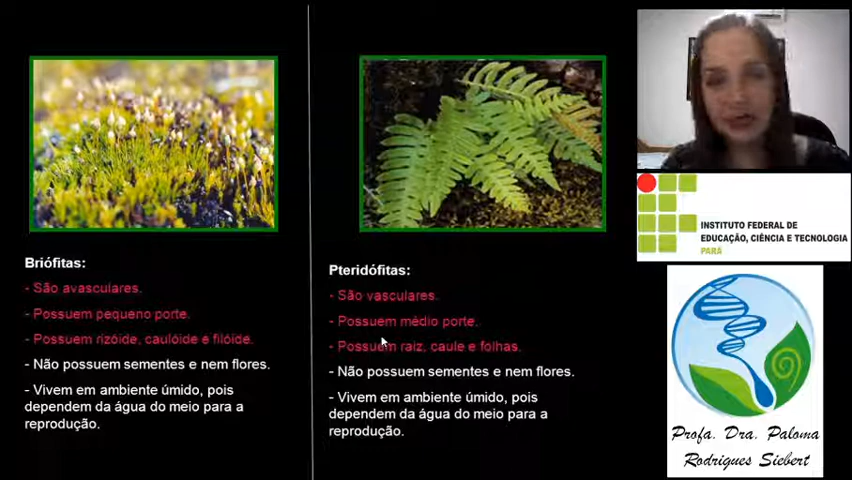 Briófitas:
- São avasculares.
- Possuem pequeno porte.
- Possuem rizóide, caulóide e filóide.
- Não possuem sementes e nem flores.
- Vivem em ambiente úmido, pois
dependem da água do meio para a
reprodução.
Pteridófitas:
- São vasculares.
- Possuem médio porte.
- Possuem raiz, caule e folhas.
- Não possuem sementes e nem flores.
- Vivem em ambiente úmido, pois
dependem da água do meio para a
reprodução.
INSTITUTO FEDERAL DE
EDUCAÇÃO, CIÊNCIA E TECNOLOGIA
PARÁ
Profa. Dra. Paloma
Rodrigues Siebert